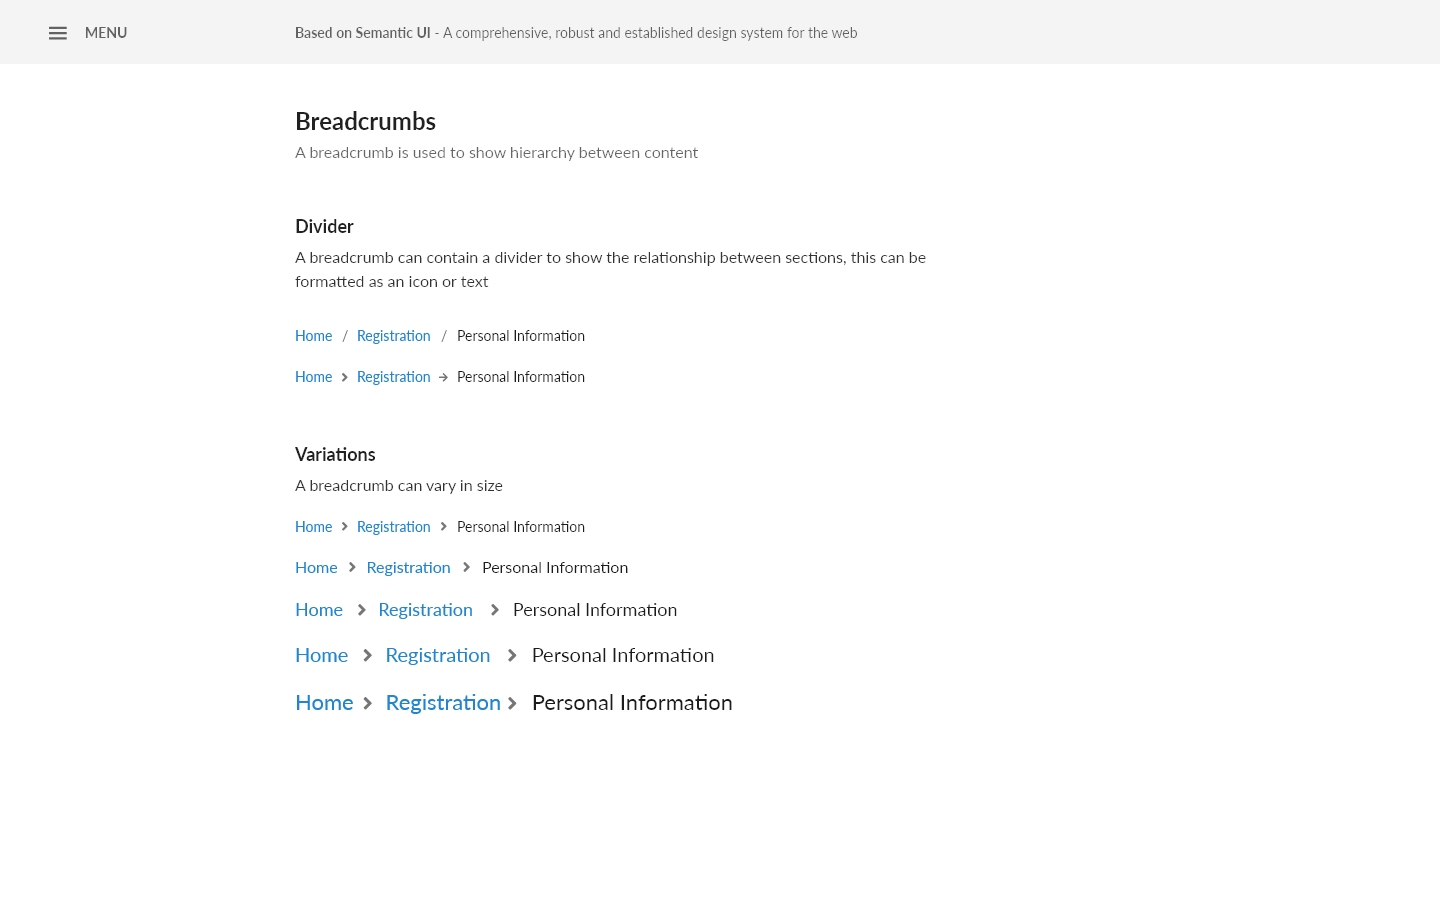 MENU
Based on Semantic UI - A comprehensive, robust and established design system for the web
Breadcrumbs
A breadcrumb is used to show hierarchy between content
Divider
A breadcrumb can contain a divider to show the relationship between sections, this can be
formatted as an icon or text
Home / Registration / Personal Information
Home > Registration → Personal Information
Variations
A breadcrumb can vary in size
Home > Registration > Personal Information
Home > Registration > Personal Information
Home > Registration > Personal Information
Home > Registration > Personal Information
Home > Registration > Personal Information